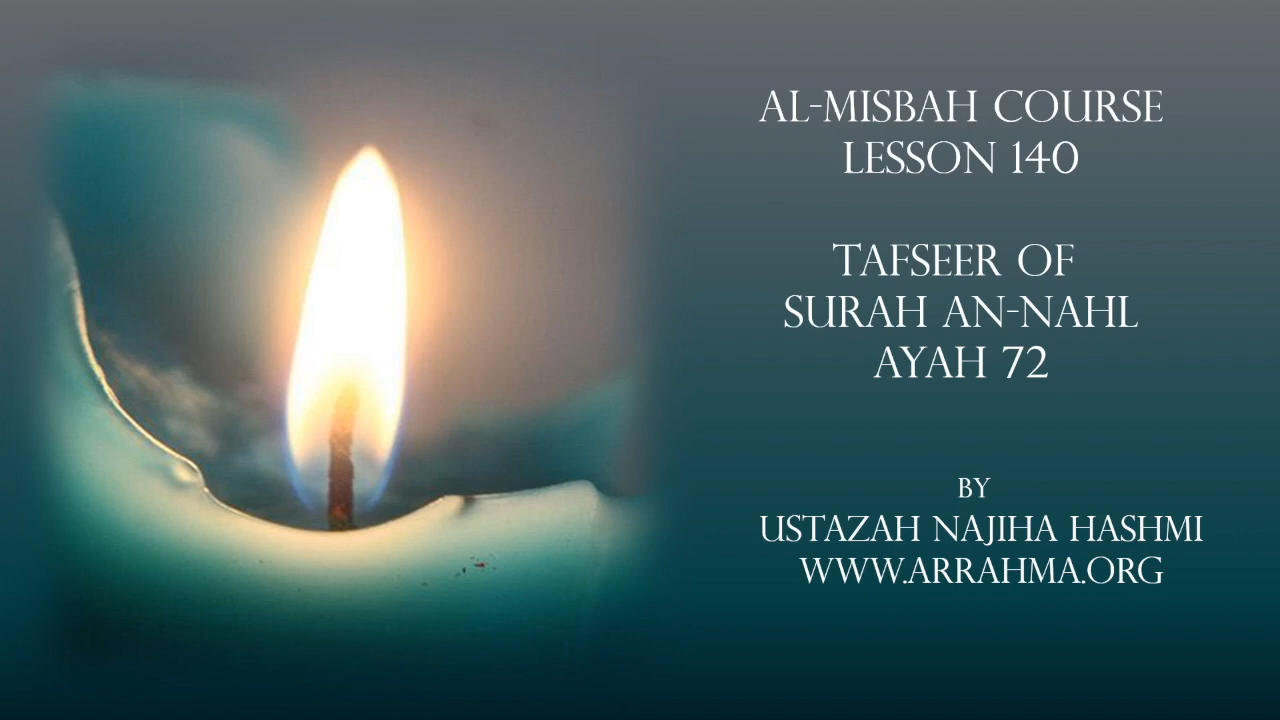 AL-MISBAH COURSE
LESSON 140
TAFSEER OF
SURAH AN-NAHL
AYAH 72
BY
USTAZAH NAJIHA HASHMI
WWW.ARRAHMA.ORG